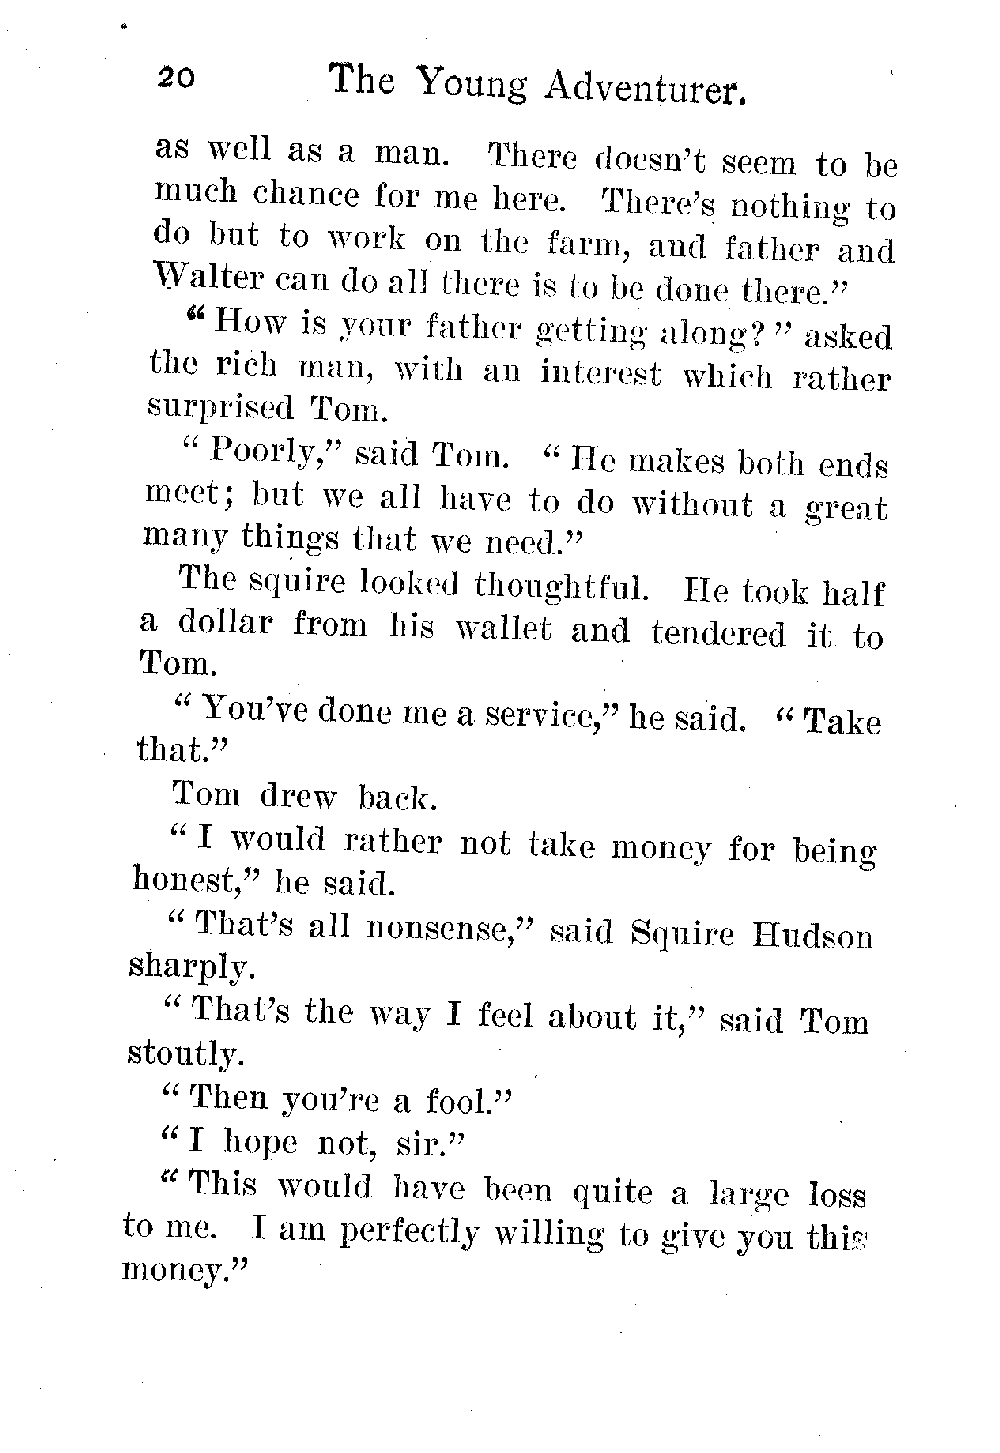 20 The Young Adventurer.
as well as a man. There doesn't seem to be
much chance for me here. There's nothing to
do but to work on the farm, and father and
Walter can do all there is to be done there."
"How is your father getting along?" asked
the rich man, with an interest which rather
surprised Tom.
"Poorly," said Tom. "He makes both ends
meet; but we all have to do without a great
many things that we need."
The squire looked thoughtful. He took half
a dollar from his wallet and tendered it to
Tom.
"You've done me a service," he said. "Take
that."
Tom drew back.
"I would rather not take money for being
honest," he said.
"That's all nonsense," said Squire Hudson
sharply.
"That's the way I feel about it," said Tom
stoutly.
"Then you're a fool."
"I hope not, sir."
"This would have been quite a large loss
to me. I am perfectly willing to give you this
money."